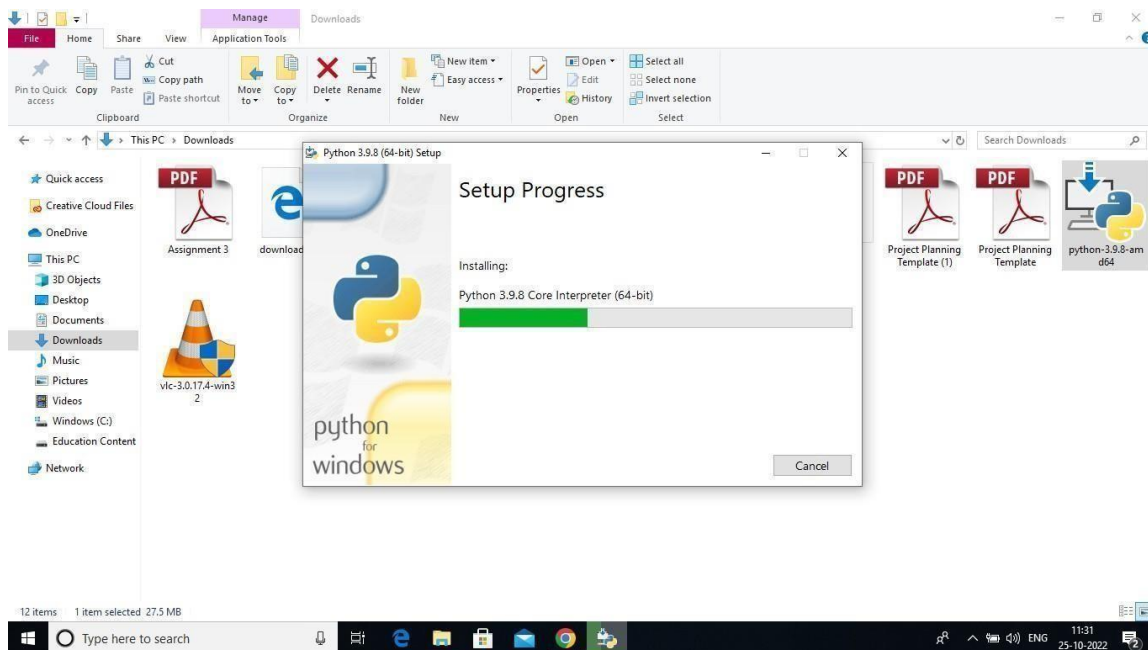 Manage
Downloads
File
Home
Share
View
Application Tools
Pin to Quick access
Copy
Paste
Cut
Copy path
Paste shortcut
Move to
Copy to
Delete
Rename
New folder
New item
Easy access
Properties
Open
Edit
History
Select all
Select none
Invert selection
Clipboard
Organize
New
Open
Select
This PC > Downloads
Search Downloads
Quick access
Creative Cloud Files
OneDrive
This PC
3D Objects
Desktop
Documents
Downloads
Music
Pictures
Videos
Windows (C:)
Education Content
Network
PDF
Assignment 3
download
vlc-3.0.17.4-win3
2
Python 3.9.8 (64-bit) Setup
Setup Progress
Installing:
Python 3.9.8 Core Interpreter (64-bit)
python
for
windows
Cancel
PDF
Project Planning
Template (1)
PDF
Project Planning
Template
python-3.9.8-am
d64
12 items 1 item selected 27.5 MB
Type here to search
ENG
11:31
25-10-2022
2